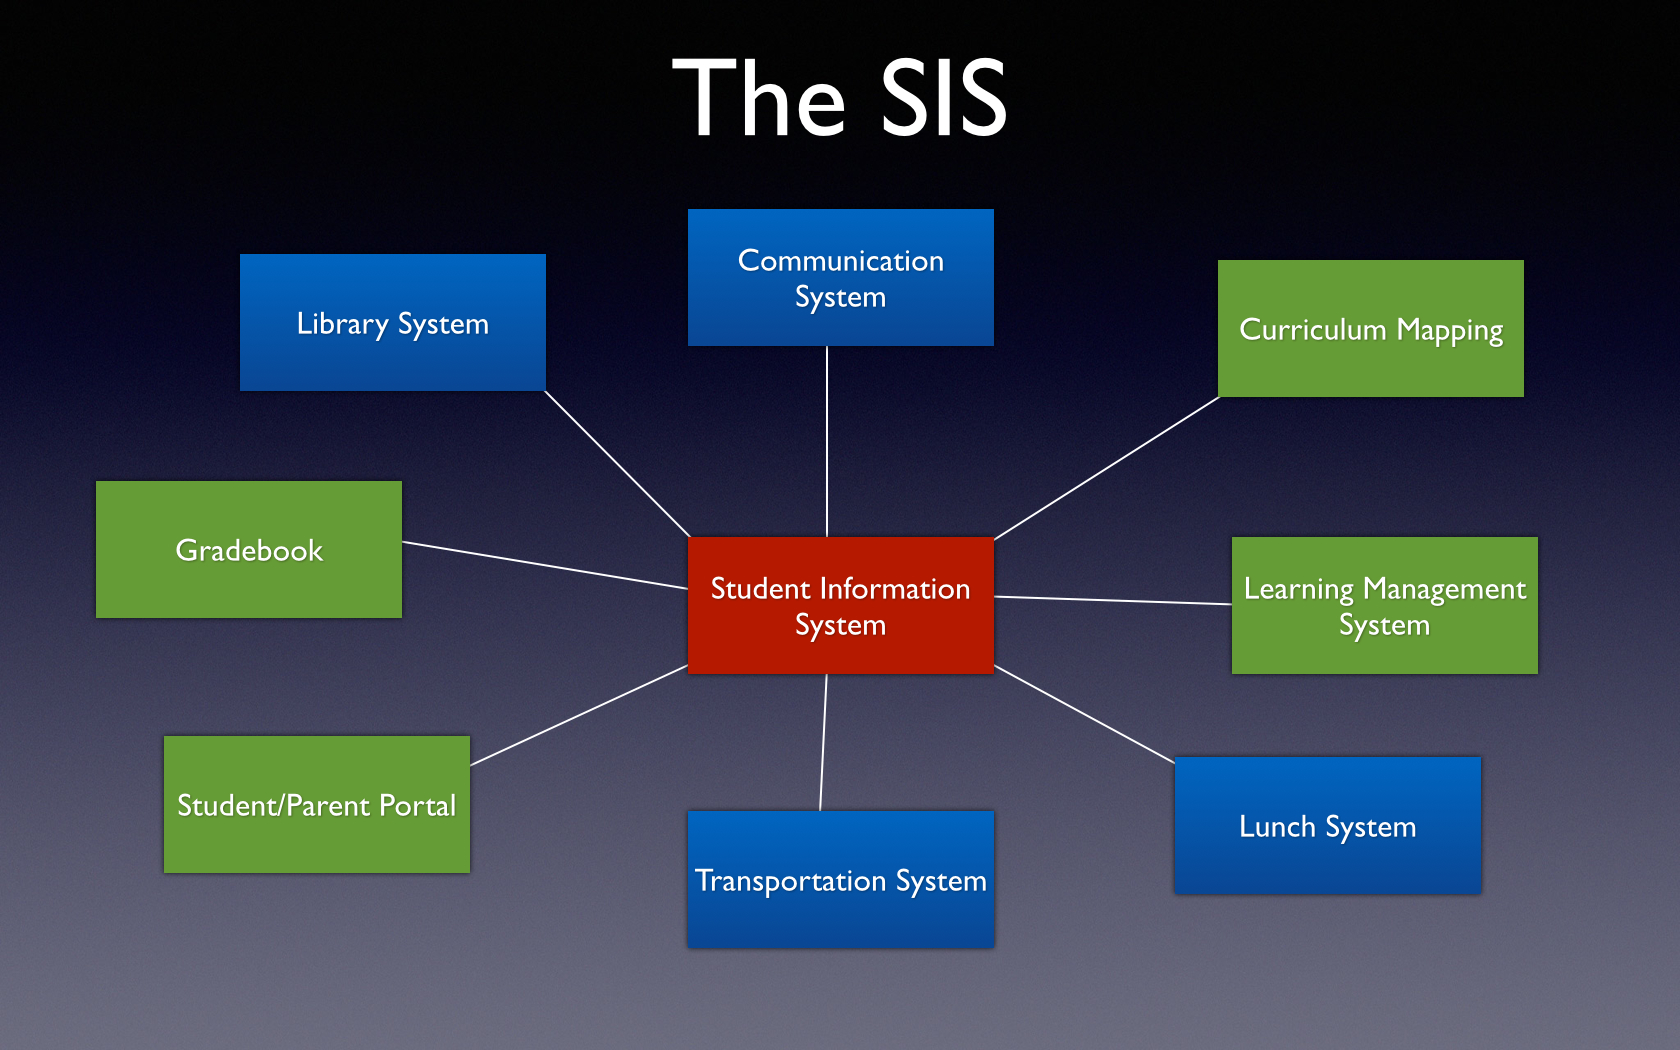 The SIS
Communication
System
Library System
Curriculum Mapping
Gradebook
Student Information
System
Learning Management
System
Student/Parent Portal
Lunch System
Transportation System